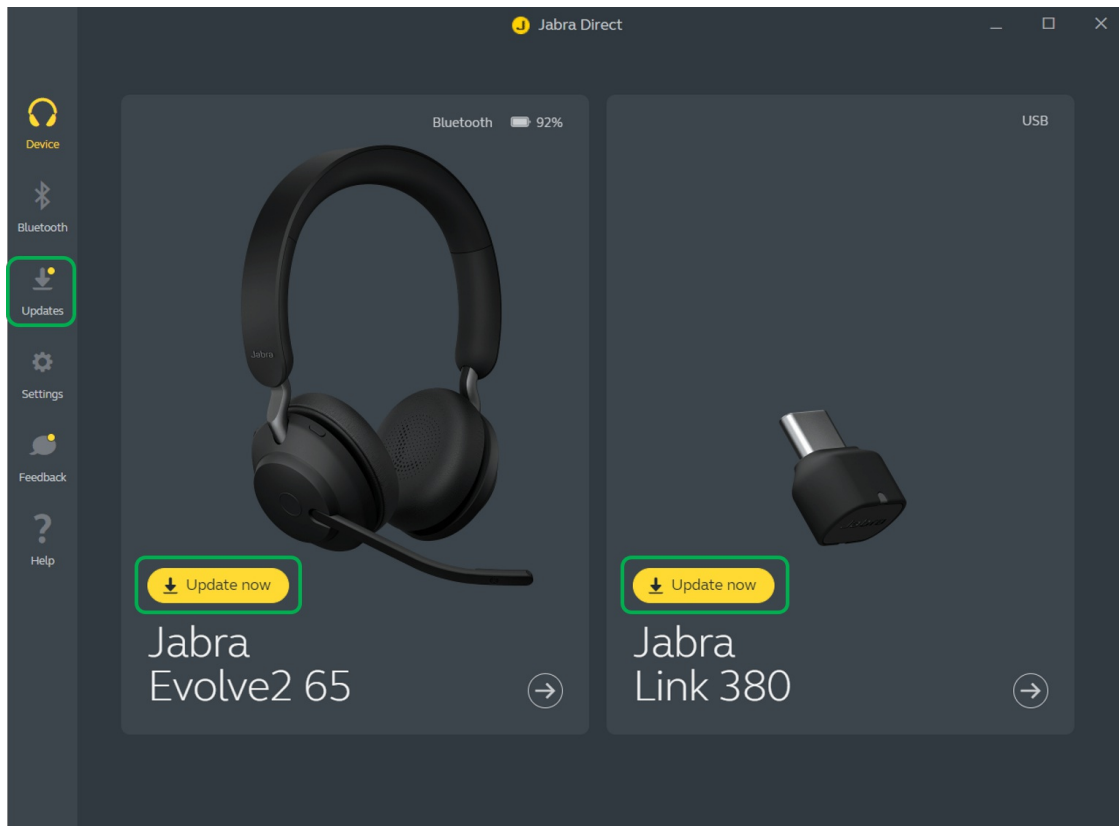 Jabra Direct
Device
Bluetooth
Updates
Settings
Feedback
Help
Bluetooth 92%
Jabra
Update now
Jabra
Evolve2 65
USB
Update now
Jabra
Link 380